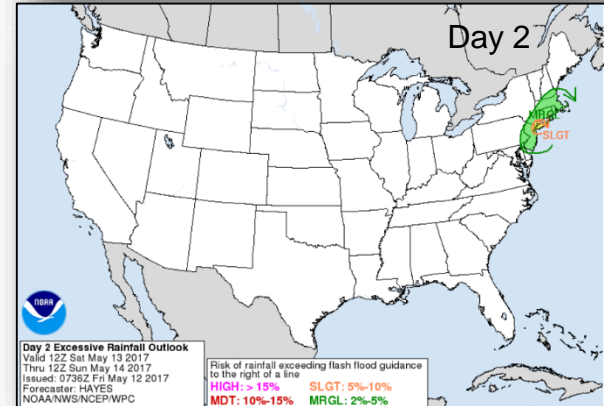 Day 2
MRGL
SLGT
NOAA
Day 2 Excessive Rainfall Outlook
Valid 12Z Sat May 13 2017
Thru 12Z Sun May 14 2017
Issued: 0736Z Fri May 12 2017
Forecaster: HAYES
NOAA/NWS/NCEP/WPC
Risk of rainfall exceeding flash flood guidance
to the right of a line
HIGH: > 15% SLGT: 5%-10%
MDT: 10%-15% MRGL: 2%-5%